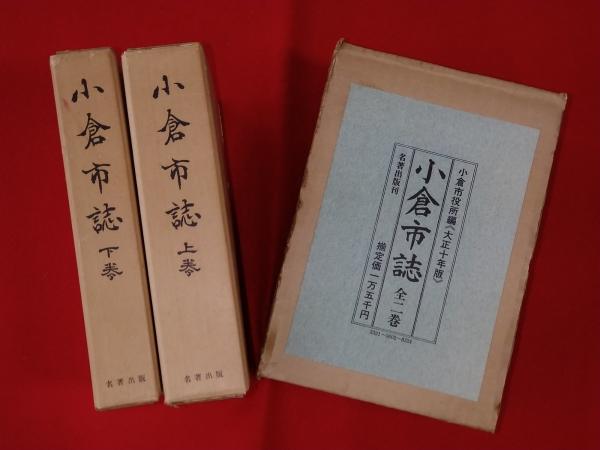 小倉市誌 下巻
名著出版
小倉市誌 上巻
名著出版
小倉市役所編《大正十年版》
小倉市誌 全二巻
名著出版刊
揃定価一万五千円